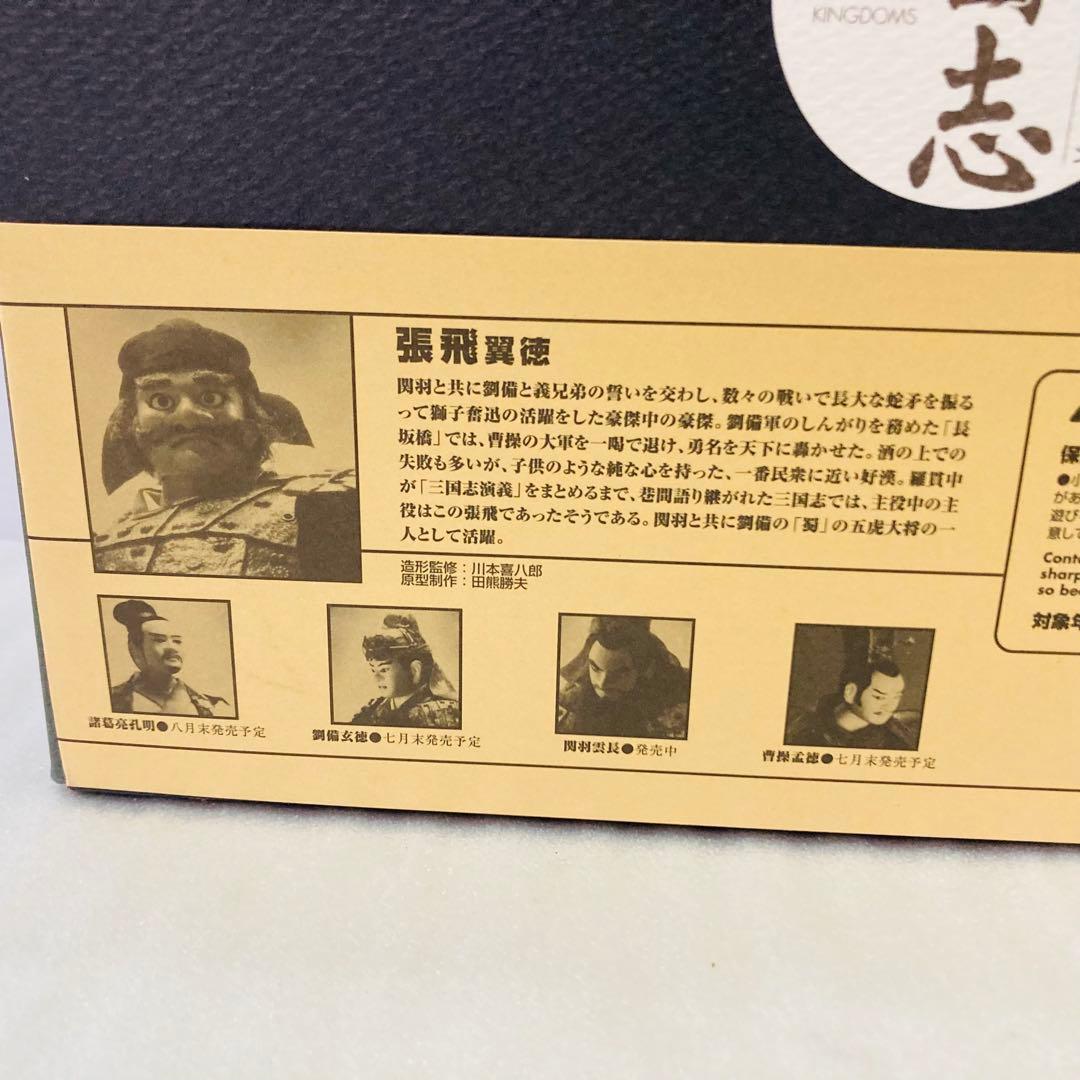 KINGDOMS
志
張飛翼徳
関羽と共に劉備と義兄弟の誓いを交わし、数々の戦いで長大な蛇矛を振る
って獅子奮迅の活躍をした豪傑中の豪傑。劉備軍のしんがりを務めた「長
坂橋」では、曹操の大軍を一喝で退け、勇名を天下に轟かせた。酒の上での
失敗も多いが、子供のような純な心を持った、一番民衆に近い好漢。羅貫中
が「三国志演義」をまとめるまで、巷間語り継がれた三国志では、主役中の主
役はこの張飛であったそうである。関羽と共に劉備の「蜀」の五虎大将の一
人として活躍。
造形監修：川本喜八郎
原型制作：田熊勝夫
諸葛亮孔明●八月末発売予定
劉備玄徳●七月末発売予定
関羽雲長●発売中
曹操孟徳●七月末発売予定
保
●小
があ
遊び
意して
Conte
sharp
so bec
対象年